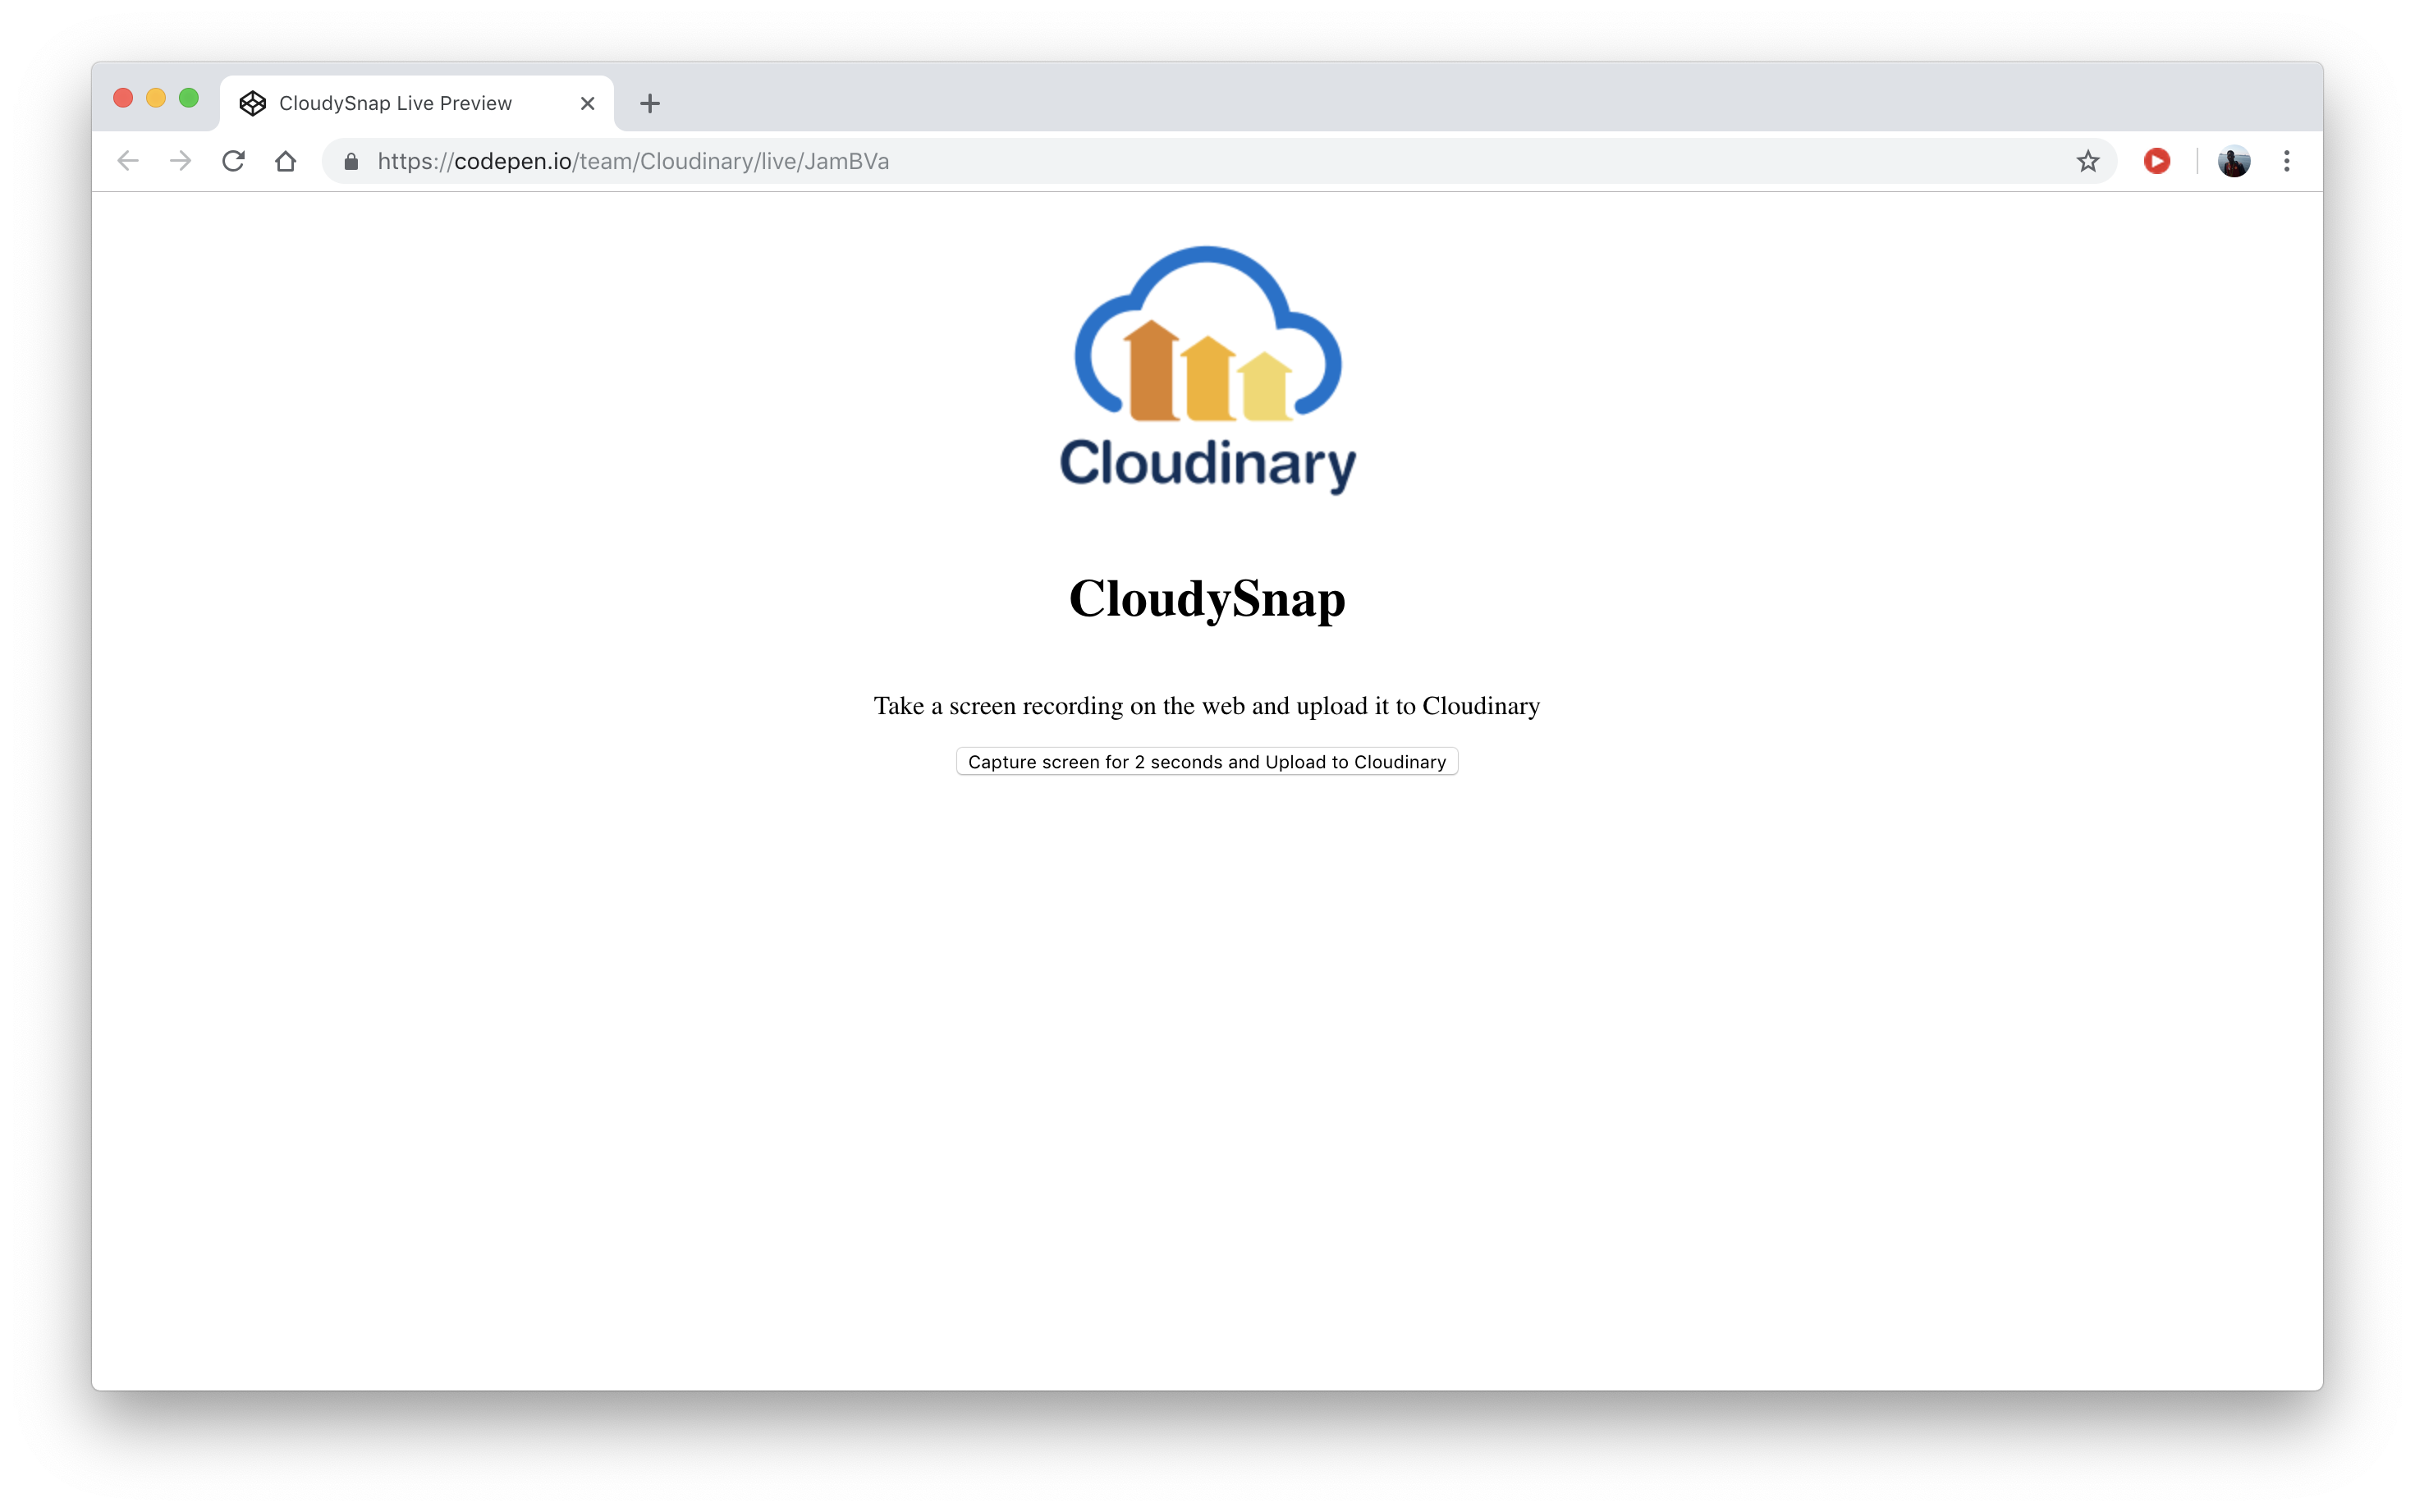 CloudySnap Live Preview
https://codepen.io/team/Cloudinary/live/JamBVa
Cloudinary
CloudySnap
Take a screen recording on the web and upload it to Cloudinary
Capture screen for 2 seconds and Upload to Cloudinary